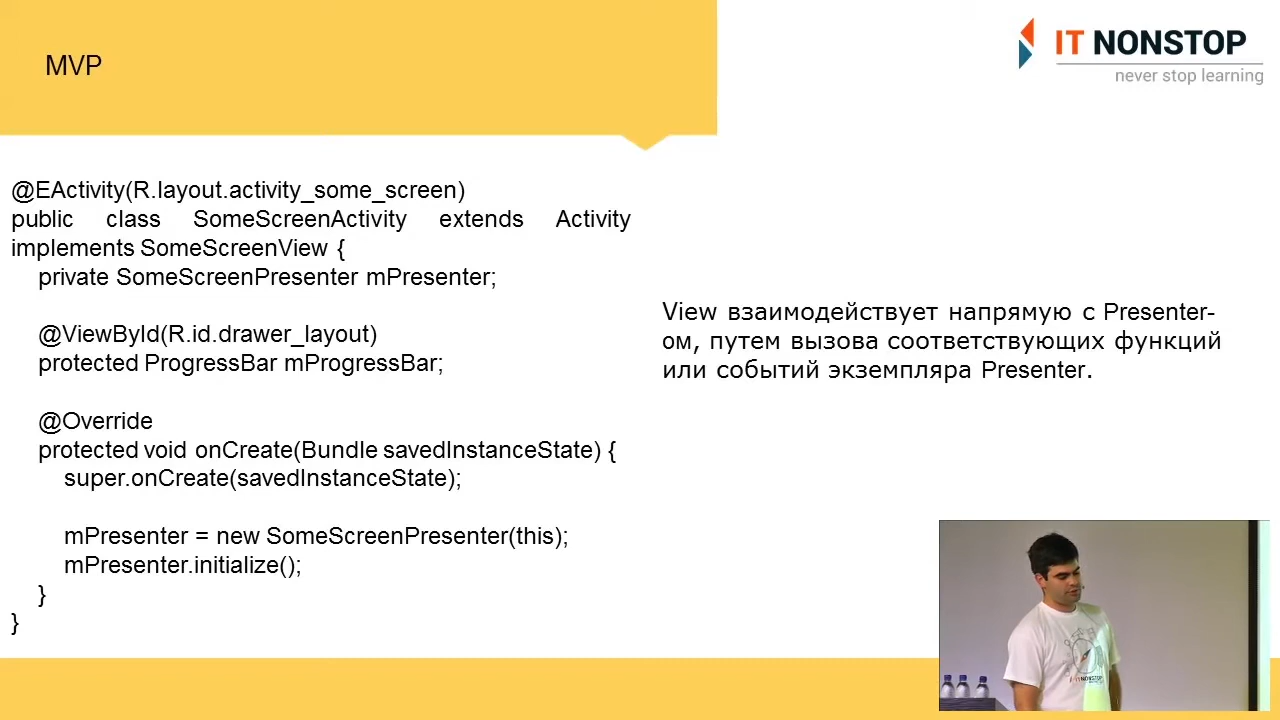 MVP
IT NONSTOP
never stop learning
@EActivity(R.layout.activity_some_screen)
public class SomeScreenActivity extends Activity
implements SomeScreenView {
private SomeScreenPresenter mPresenter;
@ViewById(R.id.drawer_layout)
protected ProgressBar mProgressBar;
@Override
protected void onCreate(Bundle savedInstanceState) {
super.onCreate(savedInstanceState);
mPresenter = new SomeScreenPresenter(this);
mPresenter.initialize();
}
}
View взаимодействует напрямую с Presenter-
ом, путем вызова соответствующих функций
или событий экземпляра Presenter.
IT NONSTOP